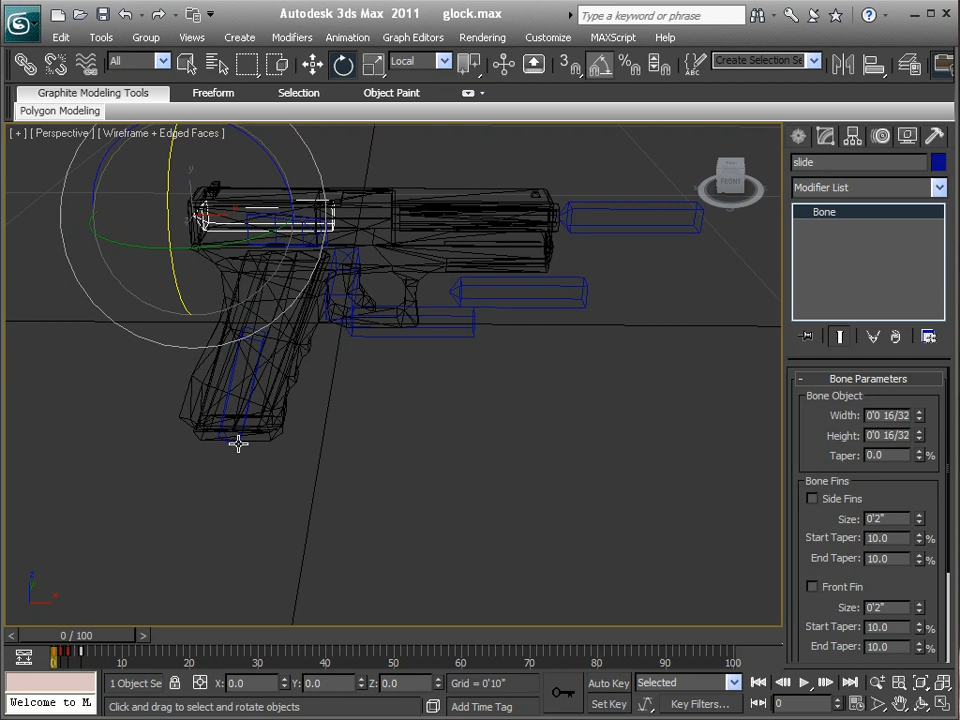 Autodesk 3ds Max 2011 glock.max
Type a keyword or phrase
Edit Tools Group Views Create Modifiers Animation Graph Editors Rendering Customize MAXScript Help
All Local 3 Create Selection Se
Graphite Modeling Tools Freeform Selection Object Paint
Polygon Modeling
[ + ] [ Perspective ] [ Wireframe + Edged Faces ]
FRONT
slide
Modifier List
Bone
y
x
z
x
- Bone Parameters
Bone Object
Width: 0'0 16/32
Height: 0'0 16/32
Taper: 0.0 %
Bone Fins
Side Fins
Size: 0'2"
Start Taper: 10.0 %
End Taper: 10.0 %
Front Fin
Size: 0'2"
Start Taper: 10.0 %
End Taper: 10.0 %
< 0 / 100 >
0 10 20 30 40 50 60 70 80 90 100
1 Object Se X: 0.0 Y: 0.0 Z: 0.0 Grid = 0'10" Auto Key Selected
Welcome to M Click and drag to select and rotate objects Add Time Tag Set Key Key Filters... 0